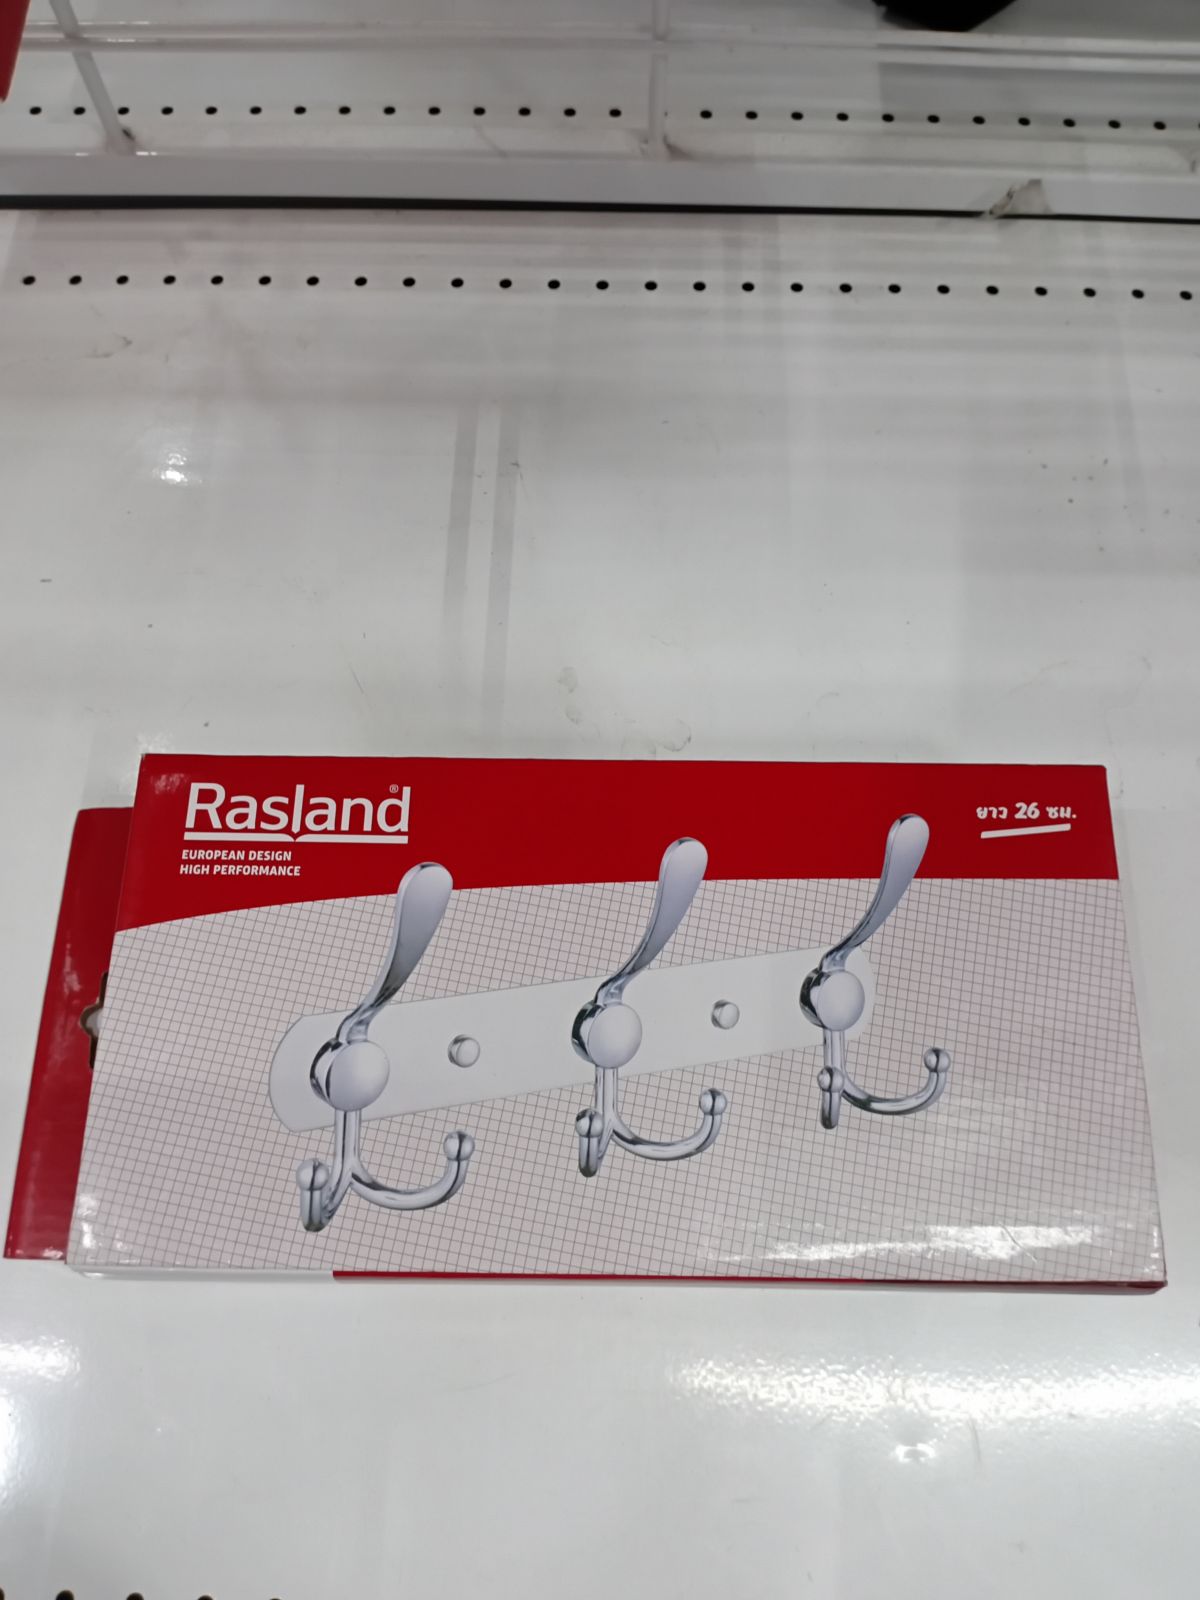 Rasland®
EUROPEAN DESIGN
HIGH PERFORMANCE
ยาว 26 ซม.